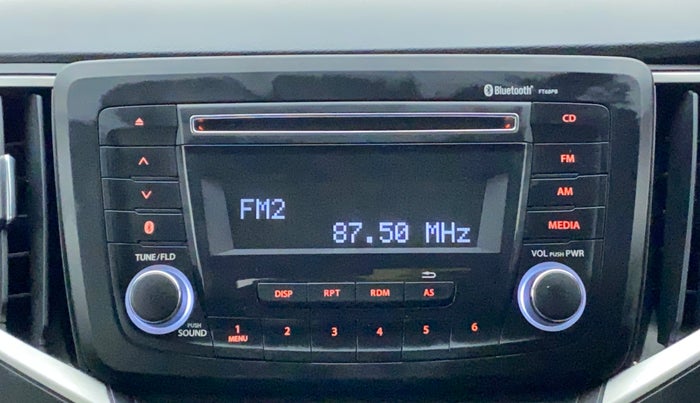 Bluetooth® FT68PB
CD
FM
AM
MEDIA
FM2
87.50 MHz
TUNE/FLD
VOL PUSH PWR
DISP RPT RDM AS
PUSH SOUND
1 2 3 4 5 6
MENU